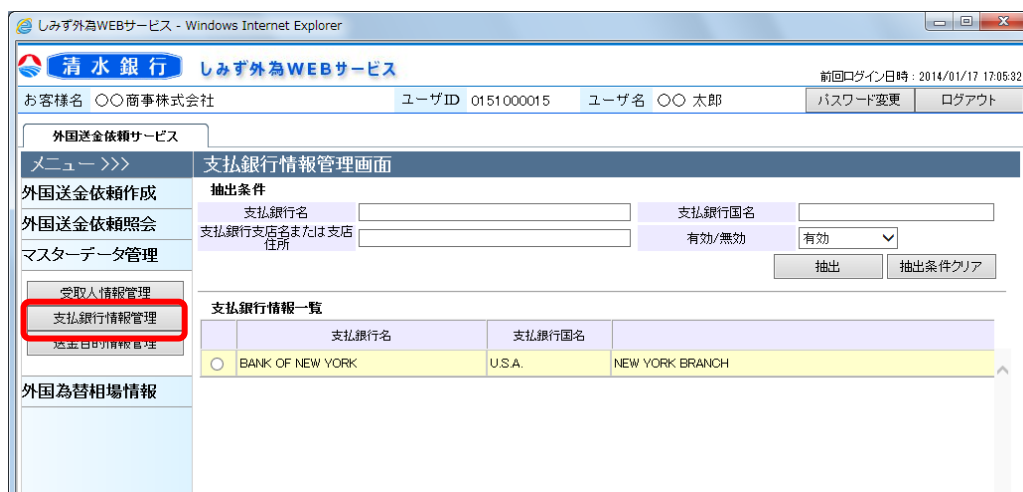 しみず外為WEBサービス - Windows Internet Explorer
清水銀行 しみず外為WEBサービス
前回ログイン日時 : 2014/01/17 17:05:32
お客様名 〇〇商事株式会社 ユーザID 0151000015 ユーザ名 〇〇 太郎 パスワード変更 ログアウト
外国送金依頼サービス
メニュー >>>
支払銀行情報管理画面
外国送金依頼作成
外国送金依頼照会
マスターデータ管理
受取人情報管理
支払銀行情報管理
送金目的情報管理
外国為替相場情報
抽出条件
支払銀行名 支払銀行国名
支払銀行支店名または支店
住所
有効/無効 有効
抽出 抽出条件クリア
支払銀行情報一覧
支払銀行名 支払銀行国名
BANK OF NEW YORK U.S.A. NEW YORK BRANCH